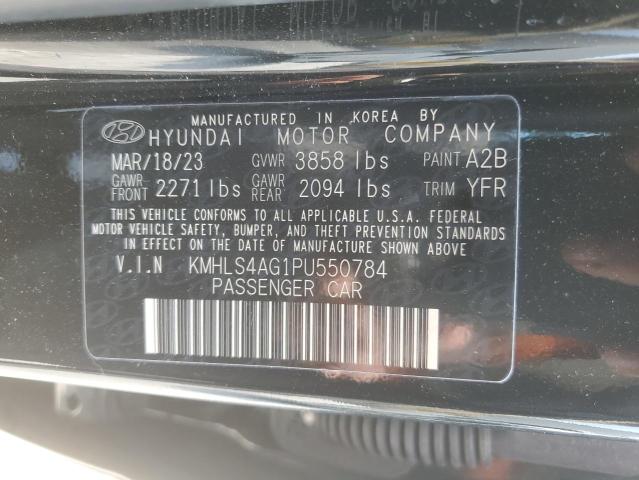 MANUFACTURED IN KOREA BY
HYUNDAI MOTOR COMPANY
MAR/18/23 GVWR 3858 lbs PAINT A2B
GAWR FRONT 2271 lbs GAWR REAR 2094 lbs TRIM YFR
THIS VEHICLE CONFORMS TO ALL APPLICABLE U.S.A. FEDERAL
MOTOR VEHICLE SAFETY, BUMPER, AND THEFT PREVENTION STANDARDS
IN EFFECT ON THE DATE OF MANUFACTURE SHOWN ABOVE.
V.I.N KMHLS4AG1PU550784
PASSENGER CAR